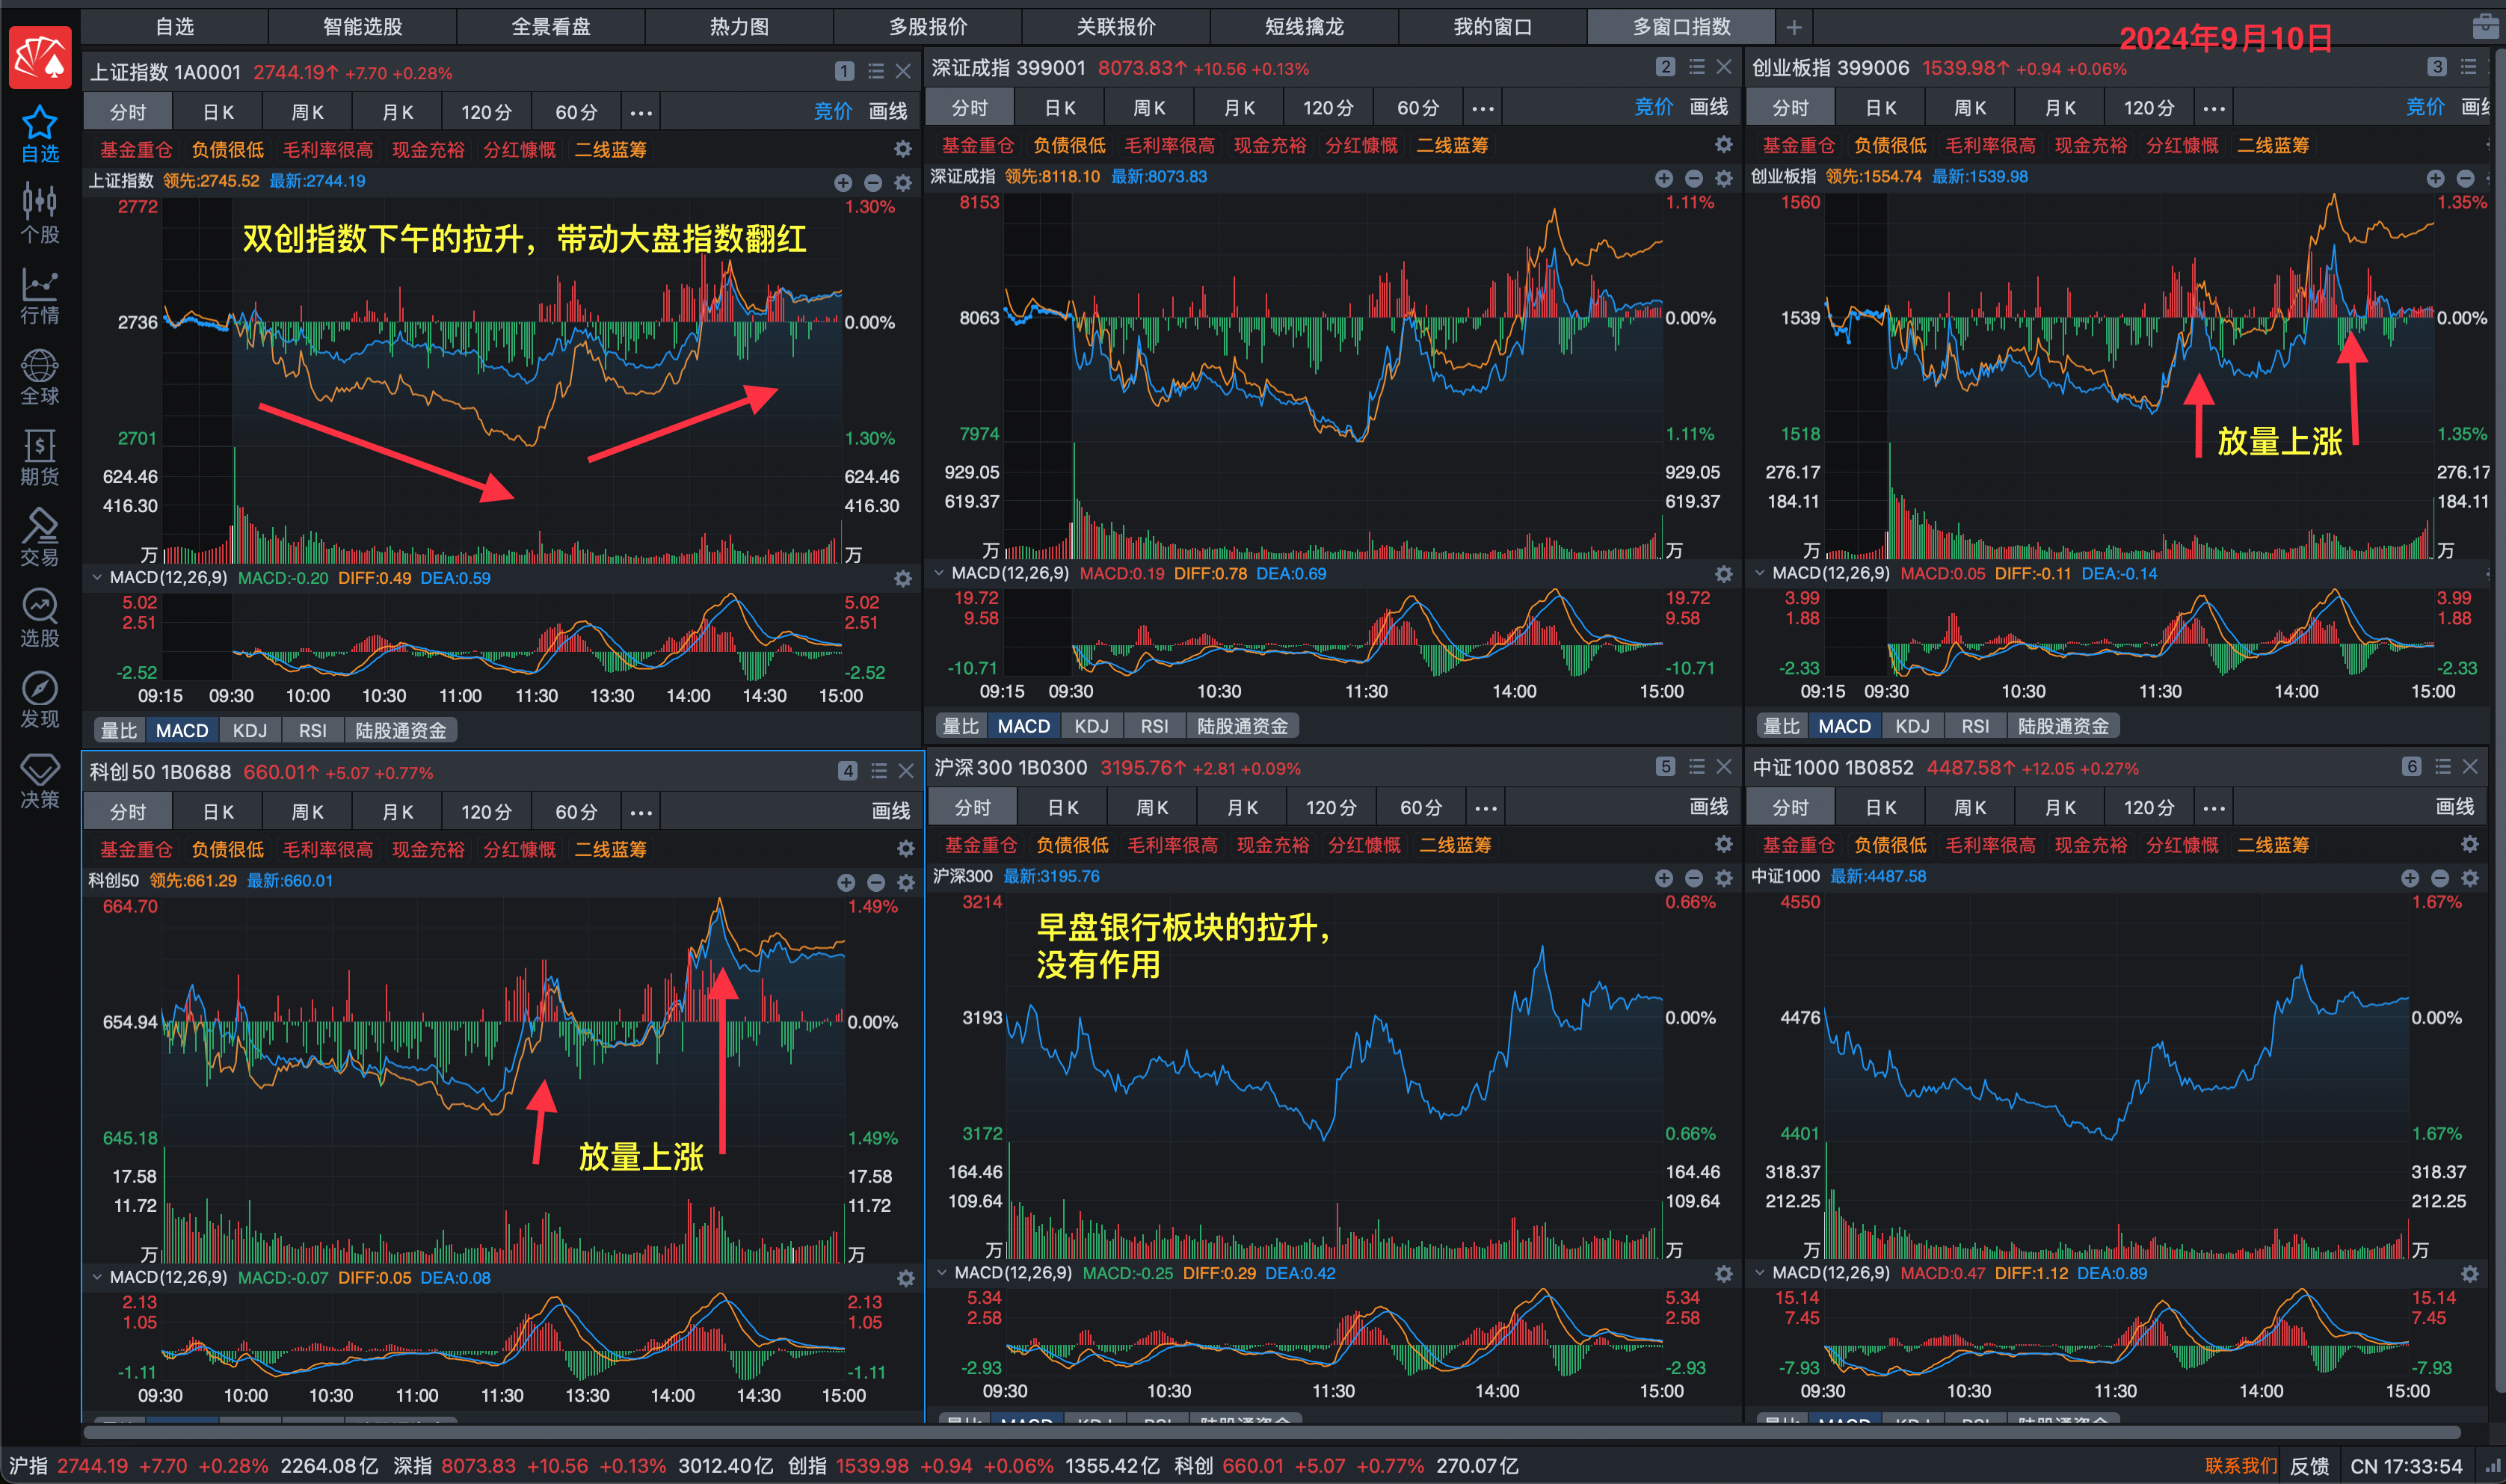 自选 智能选股 全景看盘 热力图 多股报价 关联报价 短线擒龙 我的窗口 多窗口指数 +
2024年9月10日
自选
个股
行情
全球
期货
交易
选股
发现
决策
上证指数 1A0001 2744.19↑ +7.70 +0.28% 1
分时 日K 周K 月K 120分 60分 ... 竞价 画线
基金重仓 负债很低 毛利率很高 现金充裕 分红慷慨 二线蓝筹
上证指数 领先:2745.52 最新:2744.19
2772 1.30%
双创指数下午的拉升，带动大盘指数翻红
2736 0.00%
2701 1.30%
624.46 624.46
416.30 416.30
万 万
MACD(12,26,9) MACD:-0.20 DIFF:0.49 DEA:0.59
5.02 5.02
2.51 2.51
-2.52 -2.52
09:15 09:30 10:00 10:30 11:00 11:30 13:30 14:00 14:30 15:00
量比 MACD KDJ RSI 陆股通资金
深证成指 399001 8073.83↑ +10.56 +0.13% 2
分时 日K 周K 月K 120分 60分 ... 竞价 画线
基金重仓 负债很低 毛利率很高 现金充裕 分红慷慨 二线蓝筹
深证成指 领先:8118.10 最新:8073.83
8153 1.11%
8063 0.00%
7974 1.11%
929.05 929.05
619.37 619.37
万 万
MACD(12,26,9) MACD:0.19 DIFF:0.78 DEA:0.69
19.72 19.72
9.58 9.58
-10.71 -10.71
09:15 09:30 10:30 11:30 14:00 15:00
量比 MACD KDJ RSI 陆股通资金
创业板指 399006 1539.98↑ +0.94 +0.06% 3
分时 日K 周K 月K 120分 ... 竞价 画线
基金重仓 负债很低 毛利率很高 现金充裕 分红慷慨 二线蓝筹
创业板指 领先:1554.74 最新:1539.98
1560 1.35%
1539 0.00%
1518 1.35%
放量上涨
276.17 276.17
184.11 184.11
万 万
MACD(12,26,9) MACD:0.05 DIFF:-0.11 DEA:-0.14
3.99 3.99
1.88 1.88
-2.33 -2.33
09:15 09:30 10:30 11:30 14:00 15:00
量比 MACD KDJ RSI 陆股通资金
科创50 1B0688 660.01↑ +5.07 +0.77% 4
分时 日K 周K 月K 120分 60分 ... 画线
基金重仓 负债很低 毛利率很高 现金充裕 分红慷慨 二线蓝筹
科创50 领先:661.29 最新:660.01
664.70 1.49%
654.94 0.00%
645.18 1.49%
放量上涨
17.58 17.58
11.72 11.72
万 万
MACD(12,26,9) MACD:-0.07 DIFF:0.05 DEA:0.08
2.13 2.13
1.05 1.05
-1.11 -1.11
09:30 10:00 10:30 11:00 11:30 13:30 14:00 14:30 15:00
沪深300 1B0300 3195.76↑ +2.81 +0.09% 5
分时 日K 周K 月K 120分 60分 ... 画线
基金重仓 负债很低 毛利率很高 现金充裕 分红慷慨 二线蓝筹
沪深300 最新:3195.76
3214 0.66%
早盘银行板块的拉升，
没有作用
3193 0.00%
3172 0.66%
164.46 164.46
109.64 109.64
万 万
MACD(12,26,9) MACD:-0.25 DIFF:0.29 DEA:0.42
5.34 5.34
2.58 2.58
-2.93 -2.93
09:30 10:30 11:30 14:00 15:00
量比 MACD KDJ RSI 陆股通资金
中证1000 1B0852 4487.58↑ +12.05 +0.27% 6
分时 日K 周K 月K 120分 ... 画线
基金重仓 负债很低 毛利率很高 现金充裕 分红慷慨 二线蓝筹
中证1000 最新:4487.58
4550 1.67%
4476 0.00%
4401 1.67%
318.37 318.37
212.25 212.25
万 万
MACD(12,26,9) MACD:0.47 DIFF:1.12 DEA:0.89
15.14 15.14
7.45 7.45
-7.93 -7.93
09:30 10:30 11:30 14:00 15:00
量比 MACD KDJ RSI 陆股通资金
沪指 2744.19 +7.70 +0.28% 2264.08亿 深指 8073.83 +10.56 +0.13% 3012.40亿 创指 1539.98 +0.94 +0.06% 1355.42亿 科创 660.01 +5.07 +0.77% 270.07亿 联系我们 反馈 CN 17:33:54